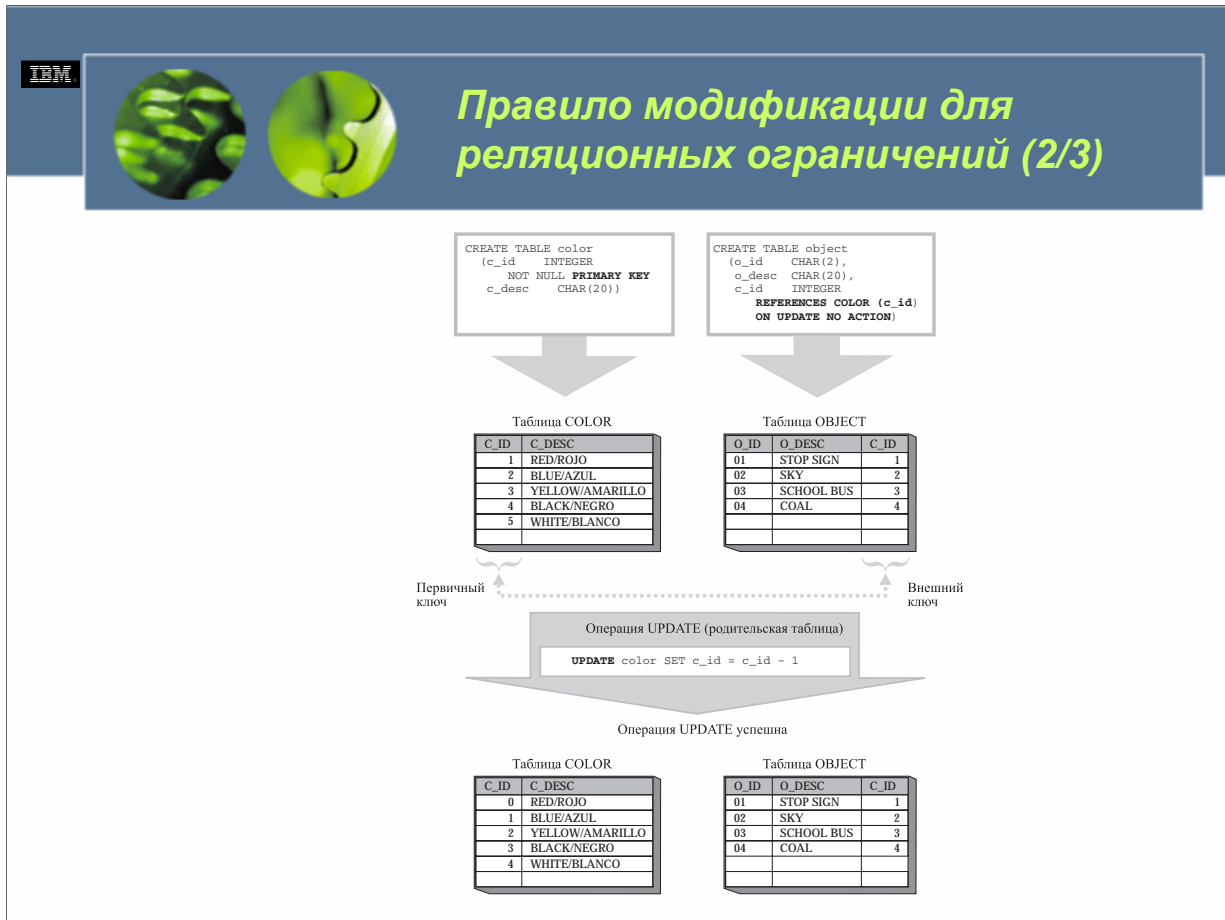 IBM.
Правило модификации для
реляционных ограничений (2/3)
CREATE TABLE color
(c_id INTEGER
NOT NULL PRIMARY KEY
c_desc CHAR(20))
CREATE TABLE object
(o_id CHAR(2),
o_desc CHAR(20),
c_id INTEGER
REFERENCES COLOR (c_id)
ON UPDATE NO ACTION)
Таблица COLOR
C_ID C_DESC
1 RED/ROJO
2 BLUE/AZUL
3 YELLOW/AMARILLO
4 BLACK/NEGRO
5 WHITE/BLANCO
Таблица OBJECT
O_ID O_DESC C_ID
01 STOP SIGN 1
02 SKY 2
03 SCHOOL BUS 3
04 COAL 4
Первичный
ключ
Внешний
ключ
Операция UPDATE (родительская таблица)
UPDATE color SET c_id = c_id - 1
Операция UPDATE успешна
Таблица COLOR
C_ID C_DESC
0 RED/ROJO
1 BLUE/AZUL
2 YELLOW/AMARILLO
3 BLACK/NEGRO
4 WHITE/BLANCO
Таблица OBJECT
O_ID O_DESC C_ID
01 STOP SIGN 1
02 SKY 2
03 SCHOOL BUS 3
04 COAL 4